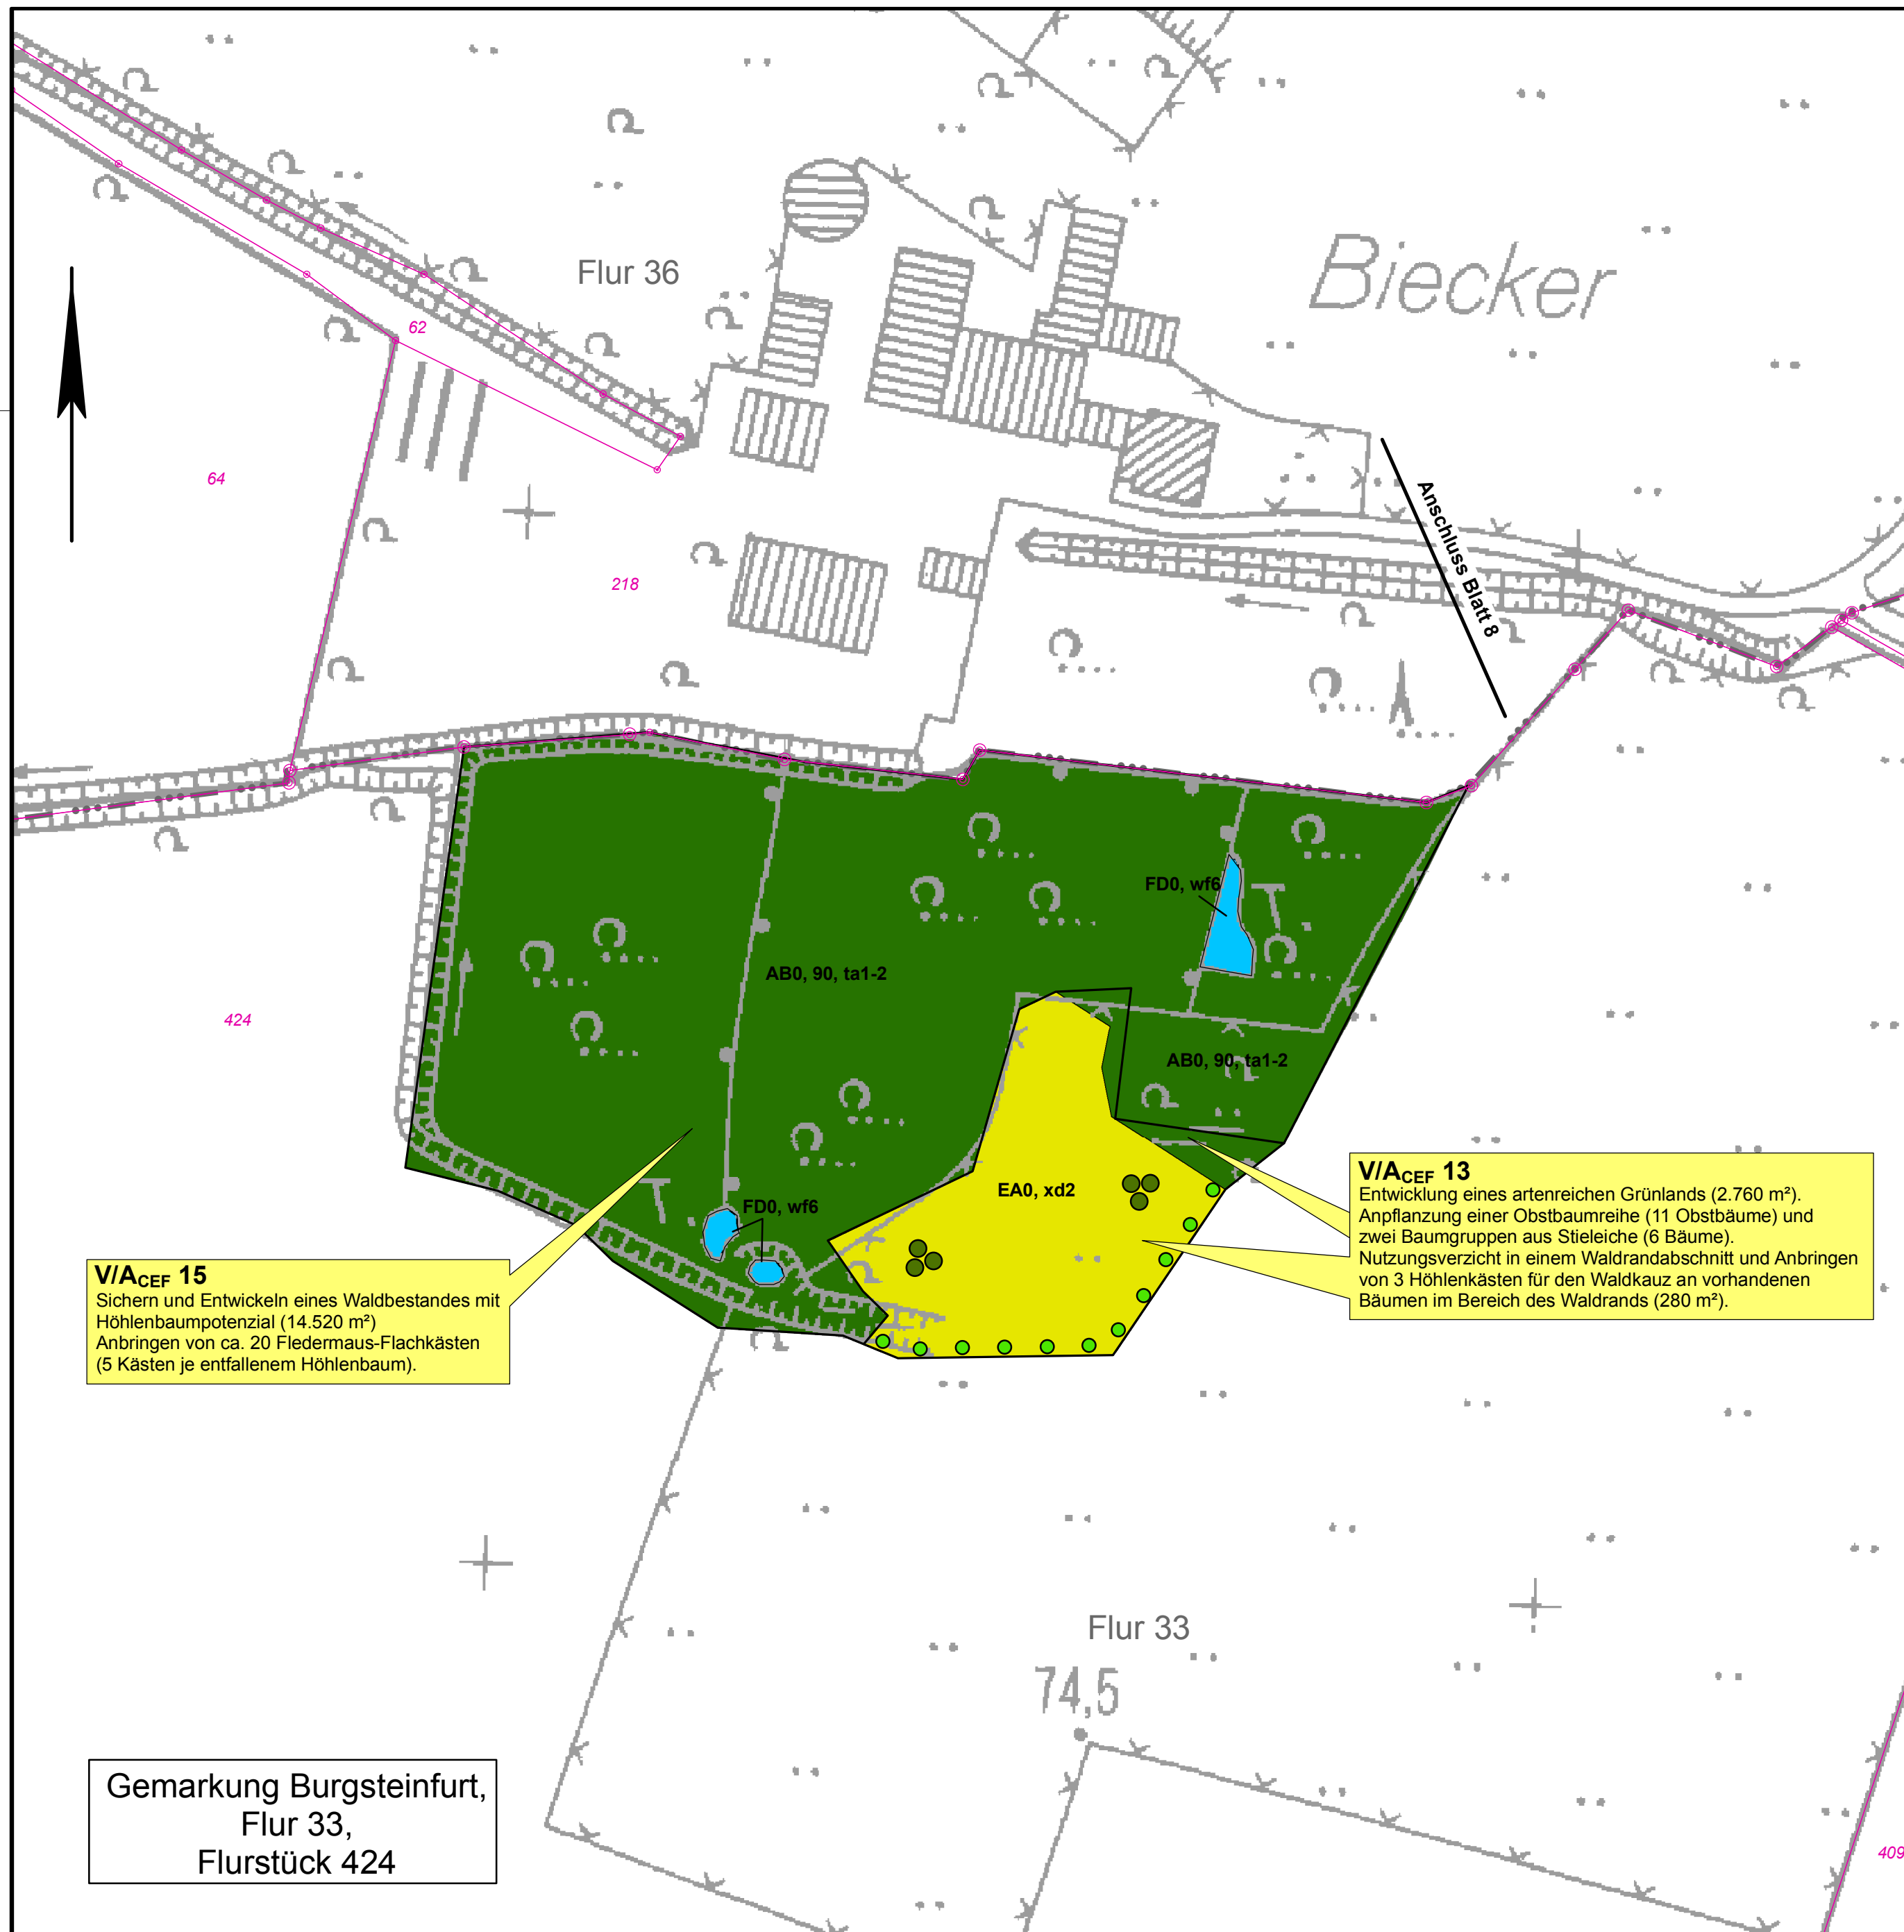 Flur 36
Biecker
62
64
218
Anschluss Blatt 8
FD0, wf6
AB0, 90, ta1-2
424
AB0, 90, ta1-2
EA0, xd2
FD0, wf6
V/ACEF 13
Entwicklung eines artenreichen Grünlands (2.760 m²).
Anpflanzung einer Obstbaumreihe (11 Obstbäume) und
zwei Baumgruppen aus Stieleiche (6 Bäume).
Nutzungsverzicht in einem Waldrandabschnitt und Anbringen
von 3 Höhlenkästen für den Waldkauz an vorhandenen
Bäumen im Bereich des Waldrands (280 m²).
V/ACEF 15
Sichern und Entwickeln eines Waldbestandes mit
Höhlenbaumpotenzial (14.520 m²)
Anbringen von ca. 20 Fledermaus-Flachkästen
(5 Kästen je entfallenem Höhlenbaum).
Flur 33
74,5
Gemarkung Burgsteinfurt,
Flur 33,
Flurstück 424
409